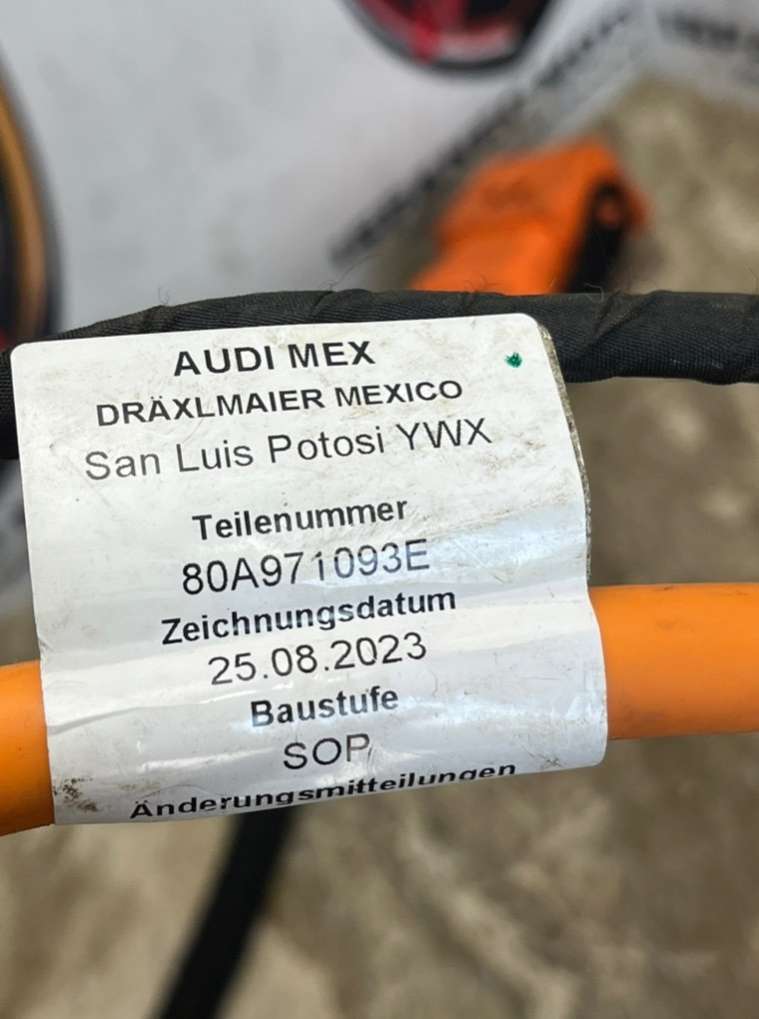 AUDI MEX
DRÄXLMAIER MEXICO
San Luis Potosi YWX
Teilenummer
80A971093E
Zeichnungsdatum
25.08.2023
Baustufe
SOP
Änderungsmitteilungen